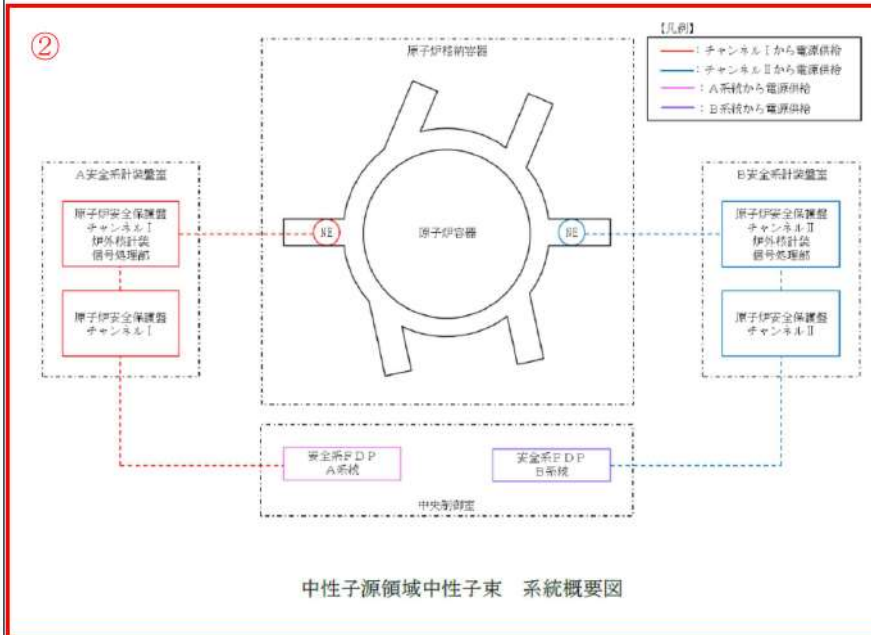 ②
【凡例】
：チャンネルⅠから電源供給
：チャンネルⅡから電源供給
：A系統から電源供給
：B系統から電源供給
原子炉格納容器
A安全系計装盤室
原子炉安全保護盤
チャンネルⅠ
炉外核計装
信号処理部
原子炉安全保護盤
チャンネルⅠ
NE
原子炉容器
NE
B安全系計装盤室
原子炉安全保護盤
チャンネルⅡ
炉外核計装
信号処理部
原子炉安全保護盤
チャンネルⅡ
安全系FDP
A系統
安全系FDP
B系統
中央制御室
中性子源領域中性子束　系統概要図